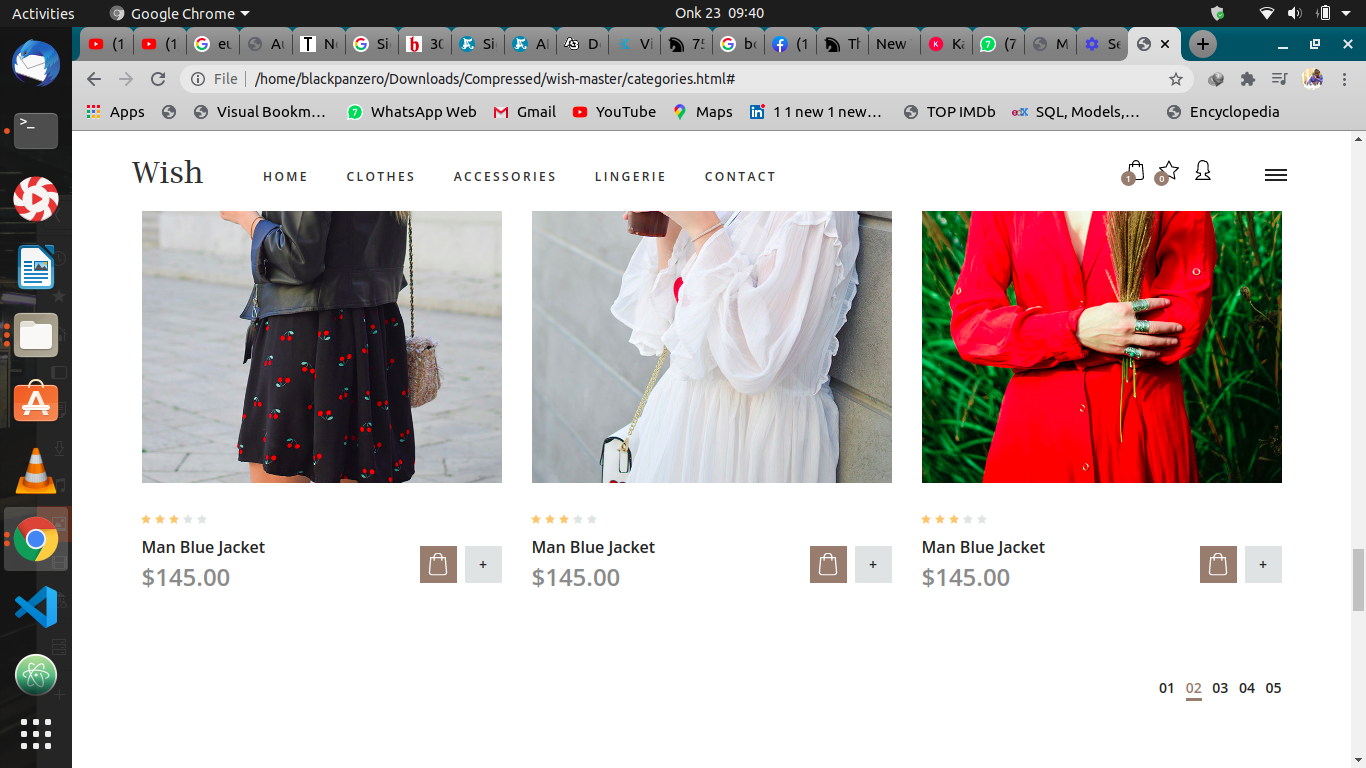 Activities Google Chrome Onk 23 09:40
(1 (1 eu Au N Si 30 Si Al D Vi 75 bo (1 Th New Ka (7 M Se
File /home/blackpanzero/Downloads/Compressed/wish-master/categories.html#
Apps Visual Bookm… WhatsApp Web Gmail YouTube Maps 1 1 new 1 new… TOP IMDb SQL, Models,… Encyclopedia
Wish HOME CLOTHES ACCESSORIES LINGERIE CONTACT 1 0
Man Blue Jacket Man Blue Jacket Man Blue Jacket
$145.00 + $145.00 + $145.00 +
01 02 03 04 05